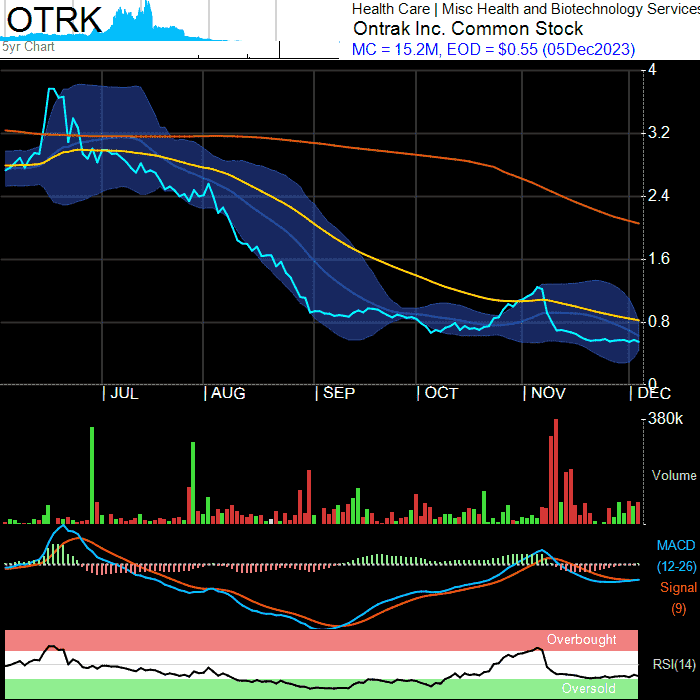 OTRK
5yr Chart
Health Care | Misc Health and Biotechnology Services
Ontrak Inc. Common Stock
MC = 15.2M, EOD = $0.55 (05Dec2023)
4
3.2
2.4
1.6
0.8
0
| JUL | AUG | SEP | OCT | NOV | DEC
380k
Volume
MACD
(12-26)
Signal
(9)
Overbought
RSI(14)
Oversold